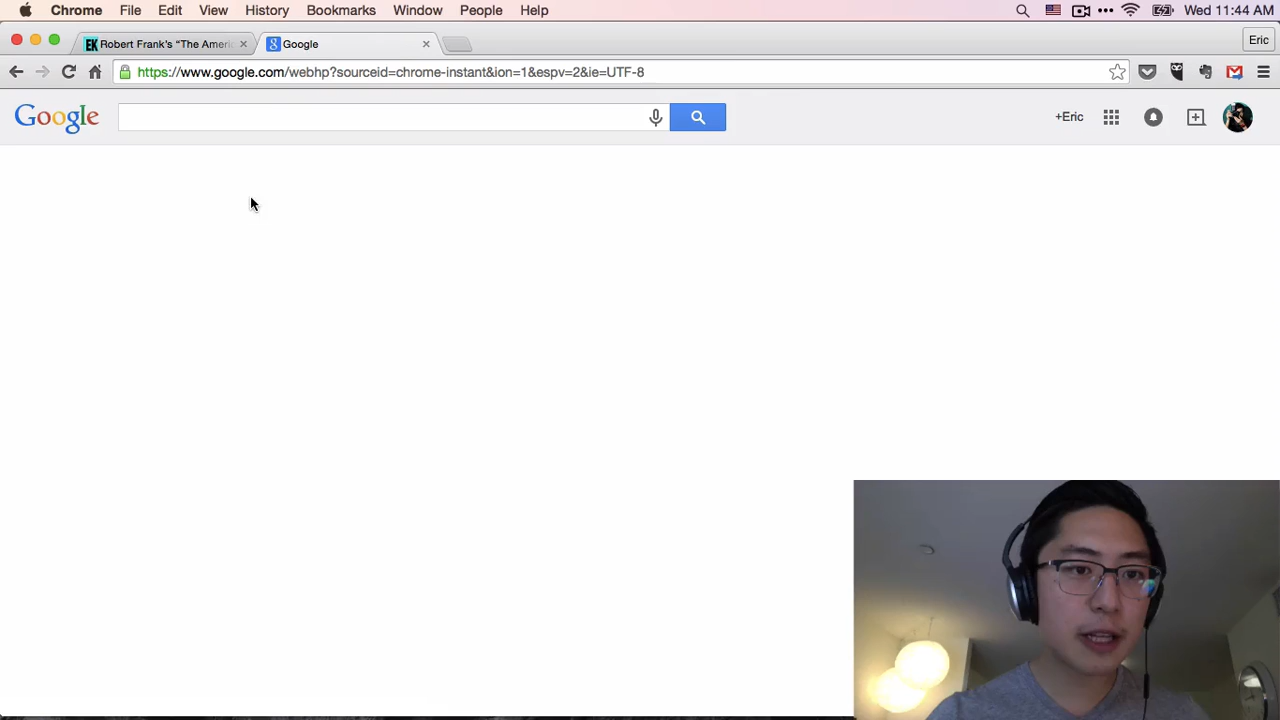 Chrome File Edit View History Bookmarks Window People Help Wed 11:44 AM
EK Robert Frank's “The Ameri Google Eric
https://www.google.com/webhp?sourceid=chrome-instant&ion=1&espv=2&ie=UTF-8
Google +Eric